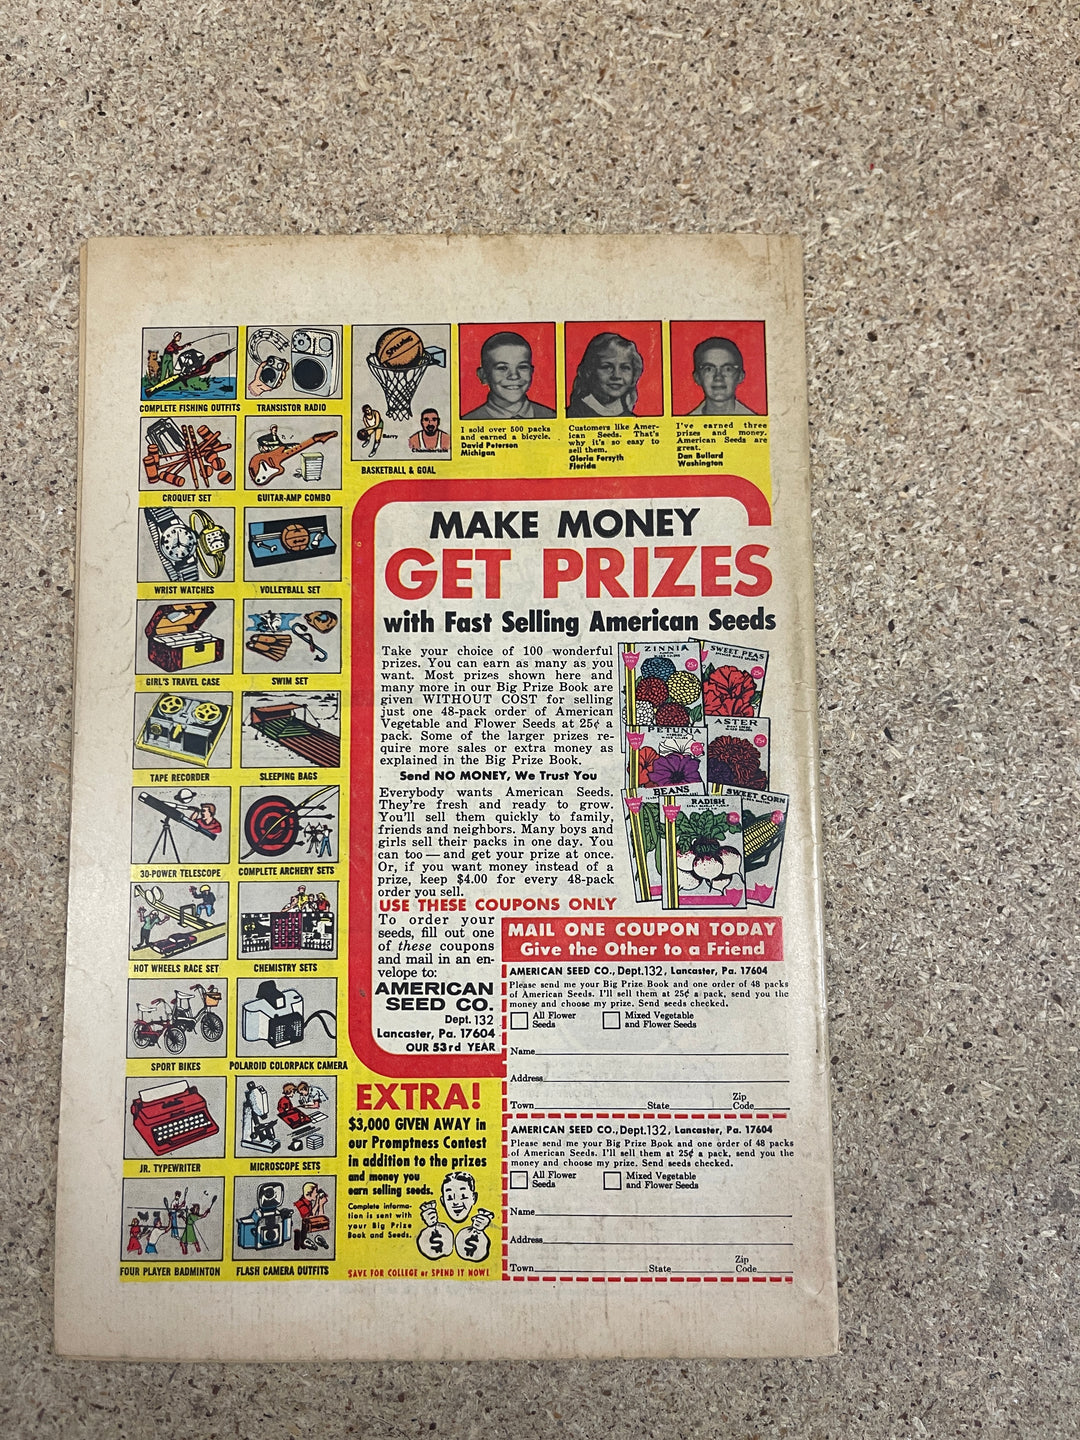 COMPLETE FISHING OUTFITS
TRANSISTOR RADIO
SPALDING
Barry
Chamberlain
BASKETBALL & GOAL
I sold over 500 packs
and earned a bicycle.
David Peterson
Michigan
Customers like Amer-
ican Seeds. That's
why it's so easy to
sell them.
Gloria Forsyth
Florida
I've earned three
prizes and money.
American Seeds are
great.
Dan Bullard
Washington
CROQUET SET
GUITAR-AMP COMBO
WRIST WATCHES
VOLLEYBALL SET
GIRL'S TRAVEL CASE
SWIM SET
TAPE RECORDER
SLEEPING BAGS
30-POWER TELESCOPE
COMPLETE ARCHERY SETS
HOT WHEELS RACE SET
CHEMISTRY SETS
SPORT BIKES
POLAROID COLORPACK CAMERA
JR. TYPEWRITER
MICROSCOPE SETS
FOUR PLAYER BADMINTON
FLASH CAMERA OUTFITS
MAKE MONEY
GET PRIZES
with Fast Selling American Seeds
Take your choice of 100 wonderful
prizes. You can earn as many as you
want. Most prizes shown here and
many more in our Big Prize Book are
given WITHOUT COST for selling
just one 48-pack order of American
Vegetable and Flower Seeds at 25¢ a
pack. Some of the larger prizes re-
quire more sales or extra money as
explained in the Big Prize Book.
Send NO MONEY, We Trust You
Everybody wants American Seeds.
They're fresh and ready to grow.
You'll sell them quickly to family,
friends and neighbors. Many boys and
girls sell their packs in one day. You
can too — and get your prize at once.
Or, if you want money instead of a
prize, keep $4.00 for every 48-pack
order you sell.
ZINNIA
25¢
SWEET PEAS
25¢
PETUNIA
25¢
ASTER
25¢
BEANS
RADISH
25¢
SWEET CORN
USE THESE COUPONS ONLY
To order your
seeds, fill out one
of these coupons
and mail in an en-
velope to:
AMERICAN
SEED CO.
Dept. 132
Lancaster, Pa. 17604
OUR 53rd YEAR
MAIL ONE COUPON TODAY
Give the Other to a Friend
AMERICAN SEED CO., Dept. 132, Lancaster, Pa. 17604
Please send me your Big Prize Book and one order of 48 packs
of American Seeds. I'll sell them at 25¢ a pack, send you the
money and choose my prize. Send seeds checked.
All Flower
Seeds
Mixed Vegetable
and Flower Seeds
Name
Address
Town State Zip
Code
AMERICAN SEED CO., Dept. 132, Lancaster, Pa. 17604
Please send me your Big Prize Book and one order of 48 packs
of American Seeds. I'll sell them at 25¢ a pack, send you the
money and choose my prize. Send seeds checked.
All Flower
Seeds
Mixed Vegetable
and Flower Seeds
Name
Address
Town State Zip
Code
EXTRA!
$3,000 GIVEN AWAY in
our Promptness Contest
in addition to the prizes
and money you
earn selling seeds.
Complete informa-
tion is sent with
your Big Prize
Book and Seeds.
$ $
SAVE FOR COLLEGE or SPEND IT NOW!